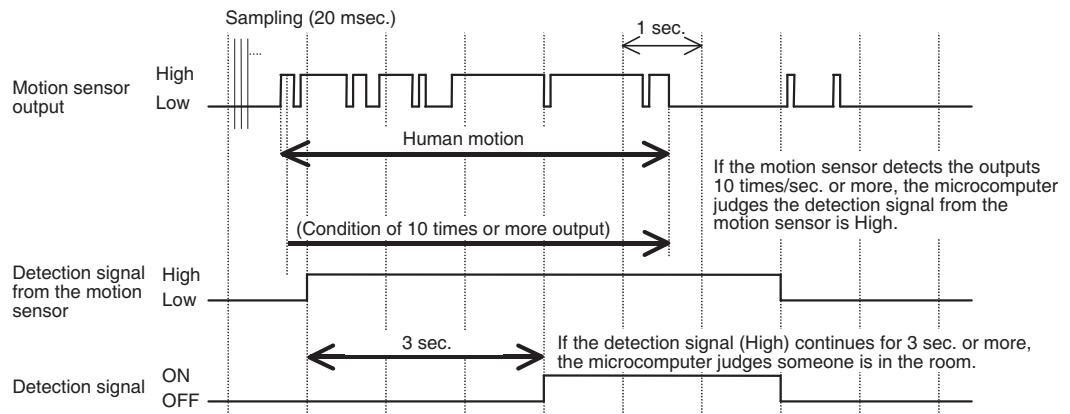 Sampling (20 msec.)
....
1 sec.
Motion sensor
output
High
Low
Human motion
If the motion sensor detects the outputs
10 times/sec. or more, the microcomputer
judges the detection signal from the
motion sensor is High.
(Condition of 10 times or more output)
Detection signal
from the motion
sensor
High
Low
3 sec.
If the detection signal (High) continues for 3 sec. or more,
the microcomputer judges someone is in the room.
Detection signal
ON
OFF